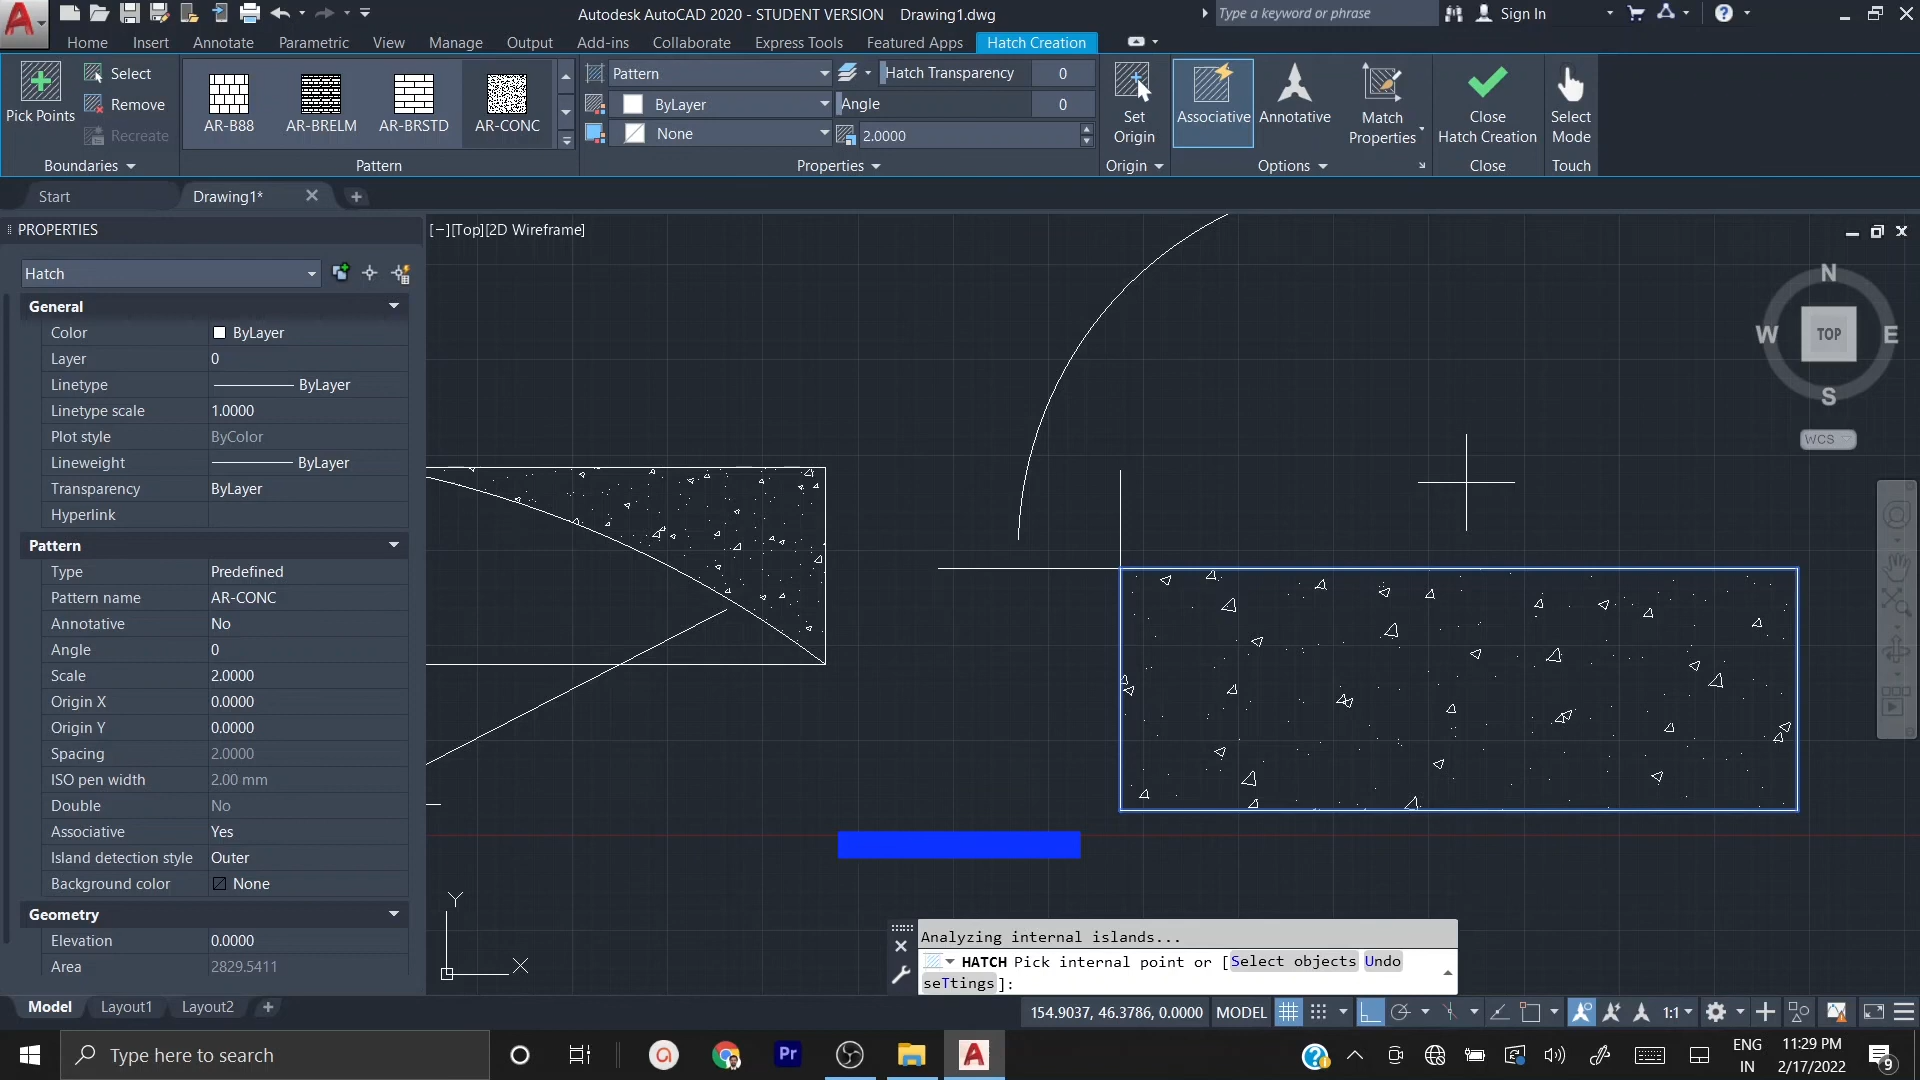 Autodesk AutoCAD 2020 - STUDENT VERSION Drawing1.dwg
Type a keyword or phrase
Sign In
Home Insert Annotate Parametric View Manage Output Add-ins Collaborate Express Tools Featured Apps Hatch Creation
Pick Points
Select
Remove
Recreate
Boundaries
AR-B88 AR-BRELM AR-BRSTD AR-CONC
Pattern
Pattern
ByLayer
None
Hatch Transparency 0
Angle 0
2.0000
Properties
Set
Origin
Origin
Associative
Annotative
Match
Properties
Options
Close
Hatch Creation
Close
Select
Mode
Touch
Start Drawing1*
PROPERTIES
[−][Top][2D Wireframe]
Hatch
General
Color ByLayer
Layer 0
Linetype ByLayer
Linetype scale 1.0000
Plot style ByColor
Lineweight ByLayer
Transparency ByLayer
Hyperlink
Pattern
Type Predefined
Pattern name AR-CONC
Annotative No
Angle 0
Scale 2.0000
Origin X 0.0000
Origin Y 0.0000
Spacing 2.0000
ISO pen width 2.00 mm
Double No
Associative Yes
Island detection style Outer
Background color None
Geometry
Elevation 0.0000
Area 2829.5411
N
W TOP E
S
WCS
Y
X
Analyzing internal islands...
HATCH Pick internal point or [Select objects Undo
seTtings]:
Model Layout1 Layout2
154.9037, 46.3786, 0.0000 MODEL 1:1
Type here to search
Pr
ENG
IN
11:29 PM
2/17/2022
9